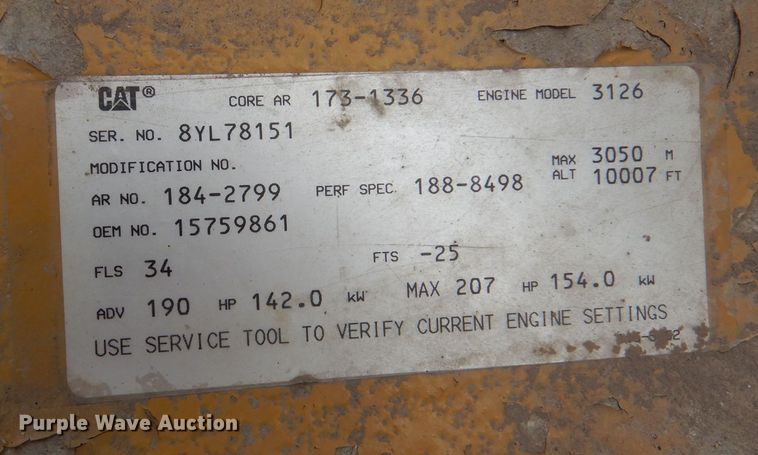 CAT® CORE AR 173-1336 ENGINE MODEL 3126
SER. NO. 8YL78151
MODIFICATION NO.
AR NO. 184-2799 PERF SPEC 188-8498 MAX ALT 3050 M 10007 FT
OEM NO. 15759861
FLS 34 FTS -25
ADV 190 HP 142.0 kW MAX 207 HP 154.0 kW
USE SERVICE TOOL TO VERIFY CURRENT ENGINE SETTINGS
Purple Wave Auction